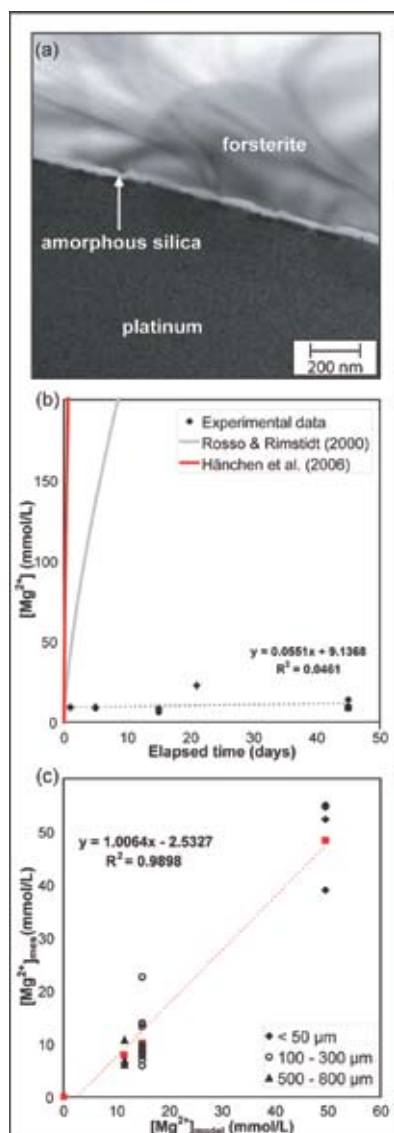 (a)
forsterite
amorphous silica
platinum
200 nm
(b)
[Mg2+] (mmol/L)
200
150
100
50
0
Experimental data
Rosso & Rimstidt (2000)
Hänchen et al. (2006)
y = 0.0551x + 9.1368
R² = 0.0461
0 10 20 30 40 50
Elapsed time (days)
(c)
[Mg2+]mes (mmol/L)
60
50
40
30
20
10
0
y = 1.0064x - 2.5327
R² = 0.9898
< 50 µm
100 - 300 µm
500 - 800 µm
0 10 20 30 40 50 60
[Mg2+]model (mmol/L)